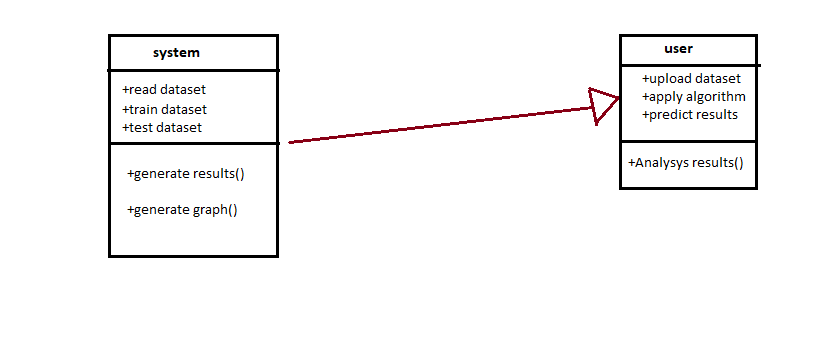 system
+read dataset
+train dataset
+test dataset
+generate results()
+generate graph()
user
+upload dataset
+apply algorithm
+predict results
+Analysys results()